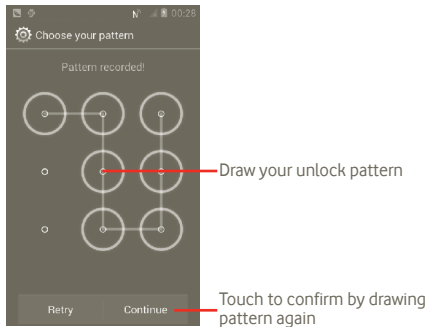 00:28
Choose your pattern
Pattern recorded!
Draw your unlock pattern
Retry
Continue
Touch to confirm by drawing
pattern again